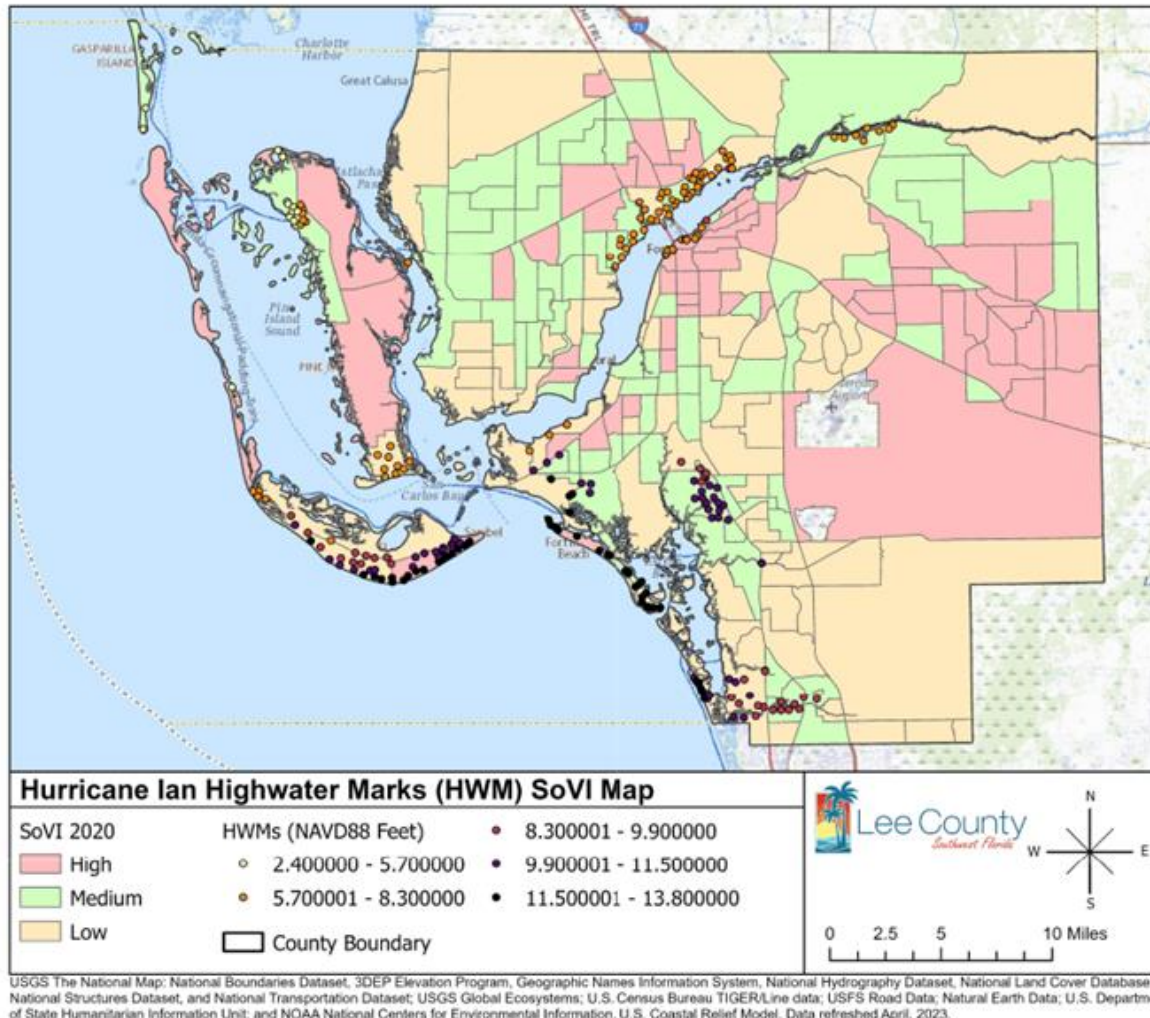 MI TRL
75
GASPARILLA
ISLAND
Charlotte
Harbor
Great Calusa
Pine
Island
Sound
San
Carlos Bay
Sanibel
Beach
Airport
Hurricane Ian Highwater Marks (HWM) SoVI Map
SoVI 2020
High
Medium
Low
HWMs (NAVD88 Feet)
2.400000 - 5.700000
5.700001 - 8.300000
County Boundary
8.300001 - 9.900000
9.900001 - 11.500000
11.500001 - 13.800000
Lee County
Southwest Florida
N
W E
S
0 2.5 5 10 Miles
USGS The National Map: National Boundaries Dataset, 3DEP Elevation Program, Geographic Names Information System, National Hydrography Dataset, National Land Cover Database
National Structures Dataset, and National Transportation Dataset; USGS Global Ecosystems; U.S. Census Bureau TIGER/Line data; USFS Road Data; Natural Earth Data; U.S. Departm
of State Humanitarian Information Unit; and NOAA National Centers for Environmental Information, U.S. Coastal Relief Model. Data refreshed April, 2023.